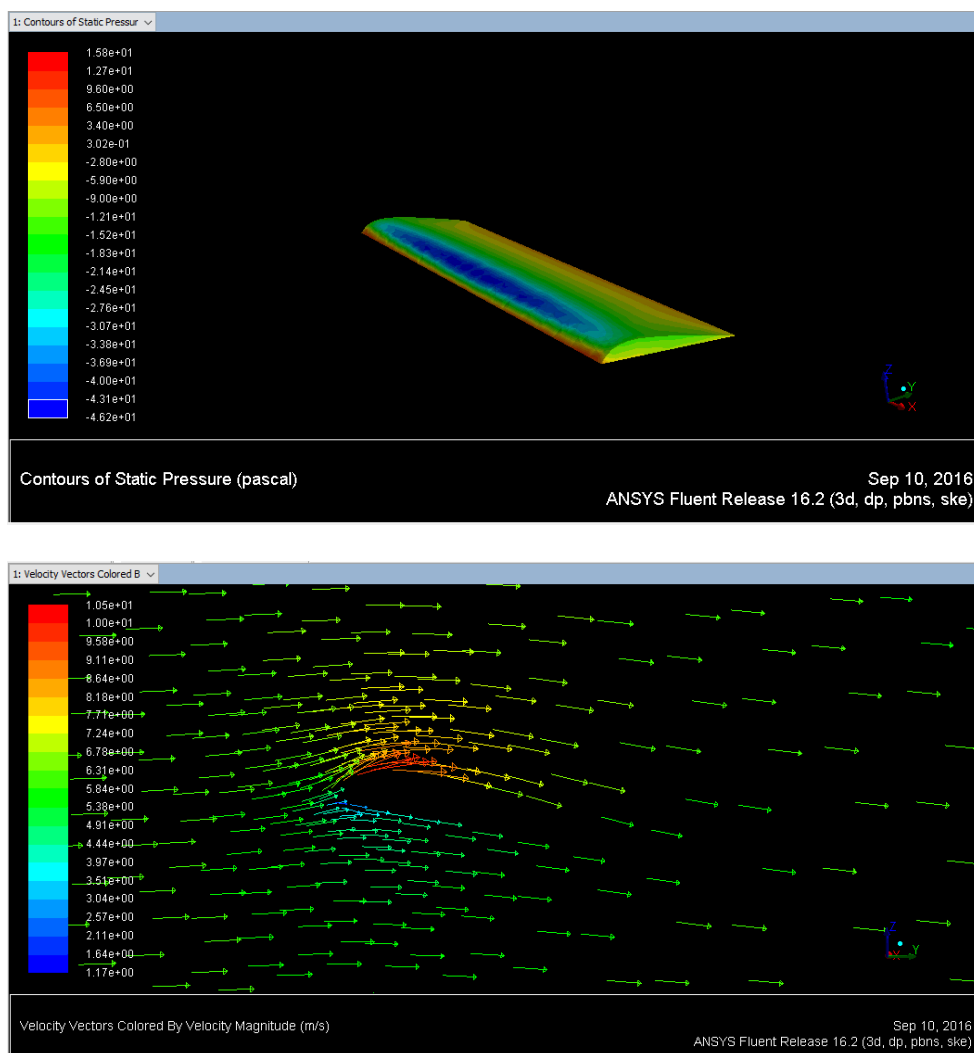 1: Contours of Static Pressur
1.58e+01
1.27e+01
9.60e+00
6.50e+00
3.40e+00
3.02e-01
-2.80e+00
-5.90e+00
-9.00e+00
-1.21e+01
-1.52e+01
-1.83e+01
-2.14e+01
-2.45e+01
-2.76e+01
-3.07e+01
-3.38e+01
-3.69e+01
-4.00e+01
-4.31e+01
-4.62e+01
Z
Y
X
Contours of Static Pressure (pascal)
Sep 10, 2016
ANSYS Fluent Release 16.2 (3d, dp, pbns, ske)
1: Velocity Vectors Colored B
1.05e+01
1.00e+01
9.58e+00
9.11e+00
8.64e+00
8.18e+00
7.71e+00
7.24e+00
6.78e+00
6.31e+00
5.84e+00
5.38e+00
4.91e+00
4.44e+00
3.97e+00
3.51e+00
3.04e+00
2.57e+00
2.11e+00
1.64e+00
1.17e+00
Z
X Y
Velocity Vectors Colored By Velocity Magnitude (m/s)
Sep 10, 2016
ANSYS Fluent Release 16.2 (3d, dp, pbns, ske)